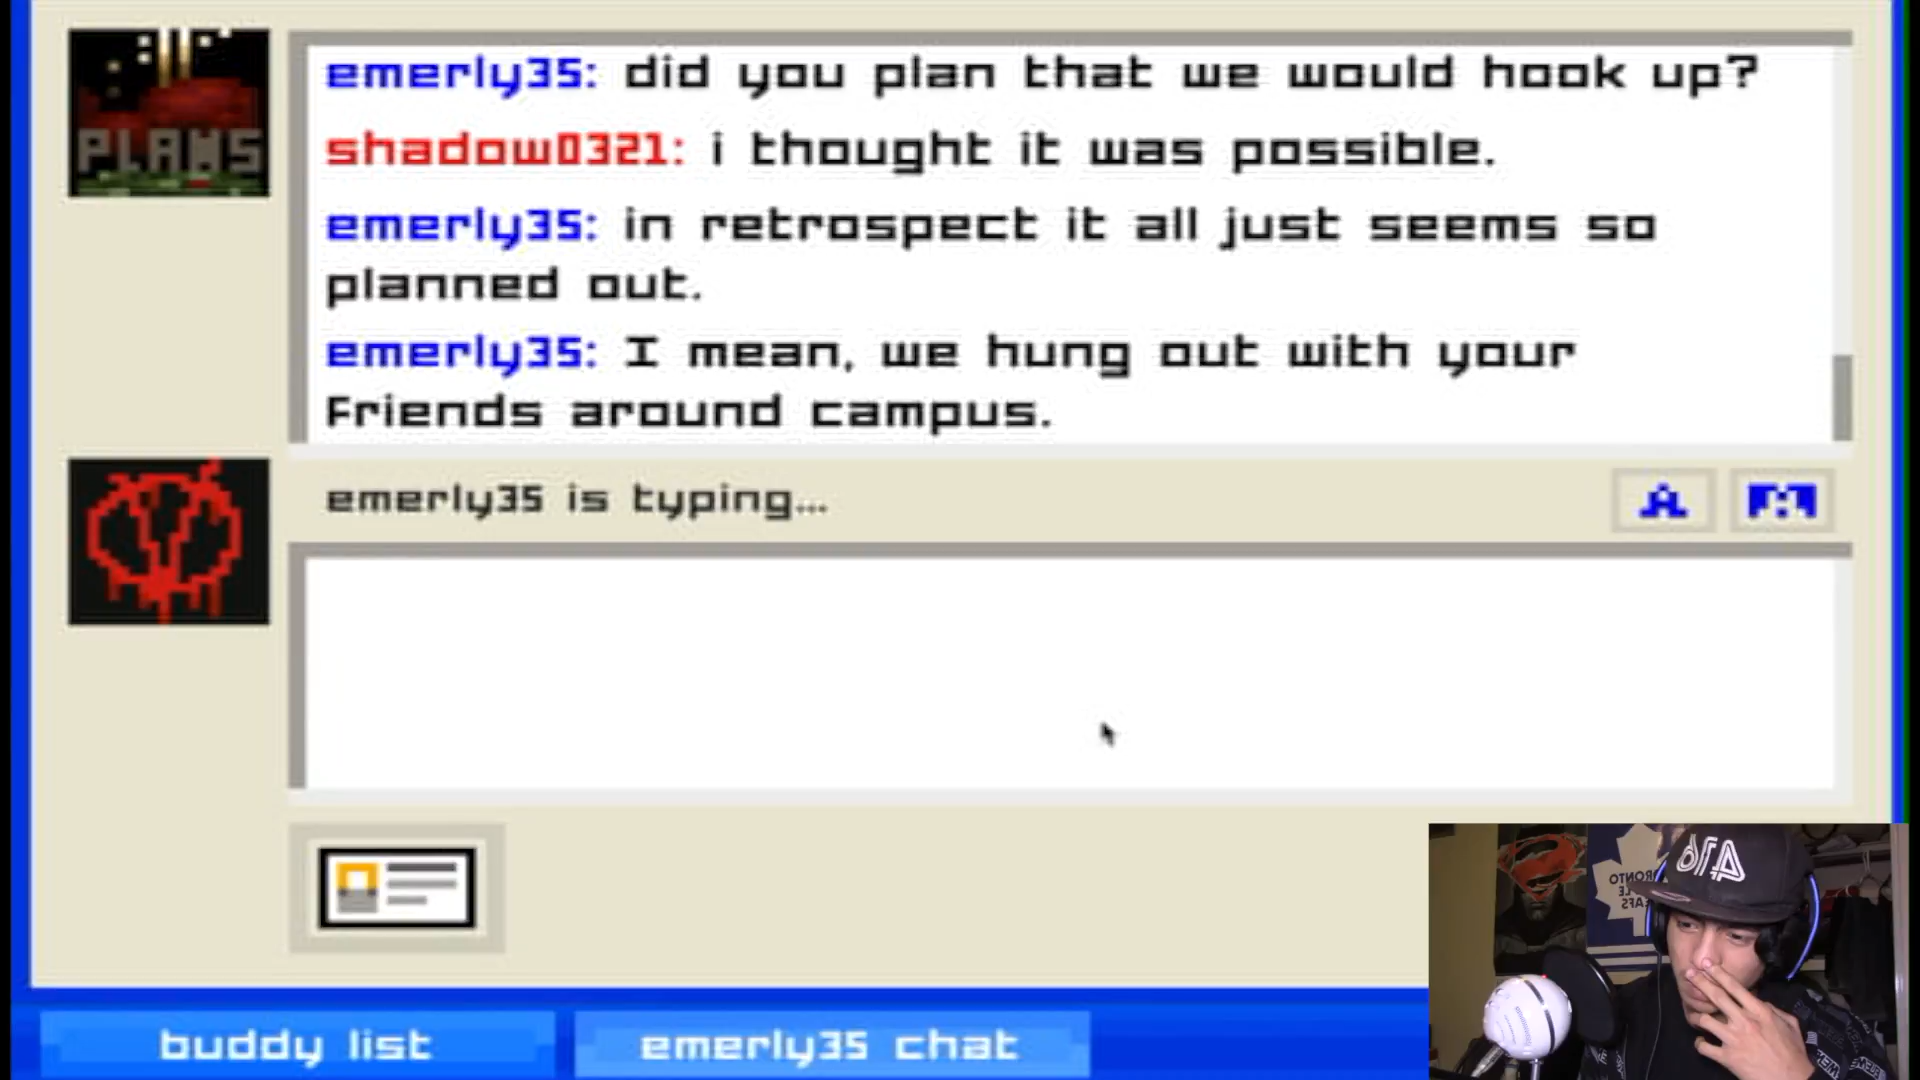 emerly35: did you plan that we would hook up?
shadow0321: i thought it was possible.
emerly35: in retrospect it all just seems so
planned out.
emerly35: I mean, we hung out with your
Friends around campus.
PLANS
emerly35 is typing...
A
buddy list
emerly35 chat
416
TORONTO